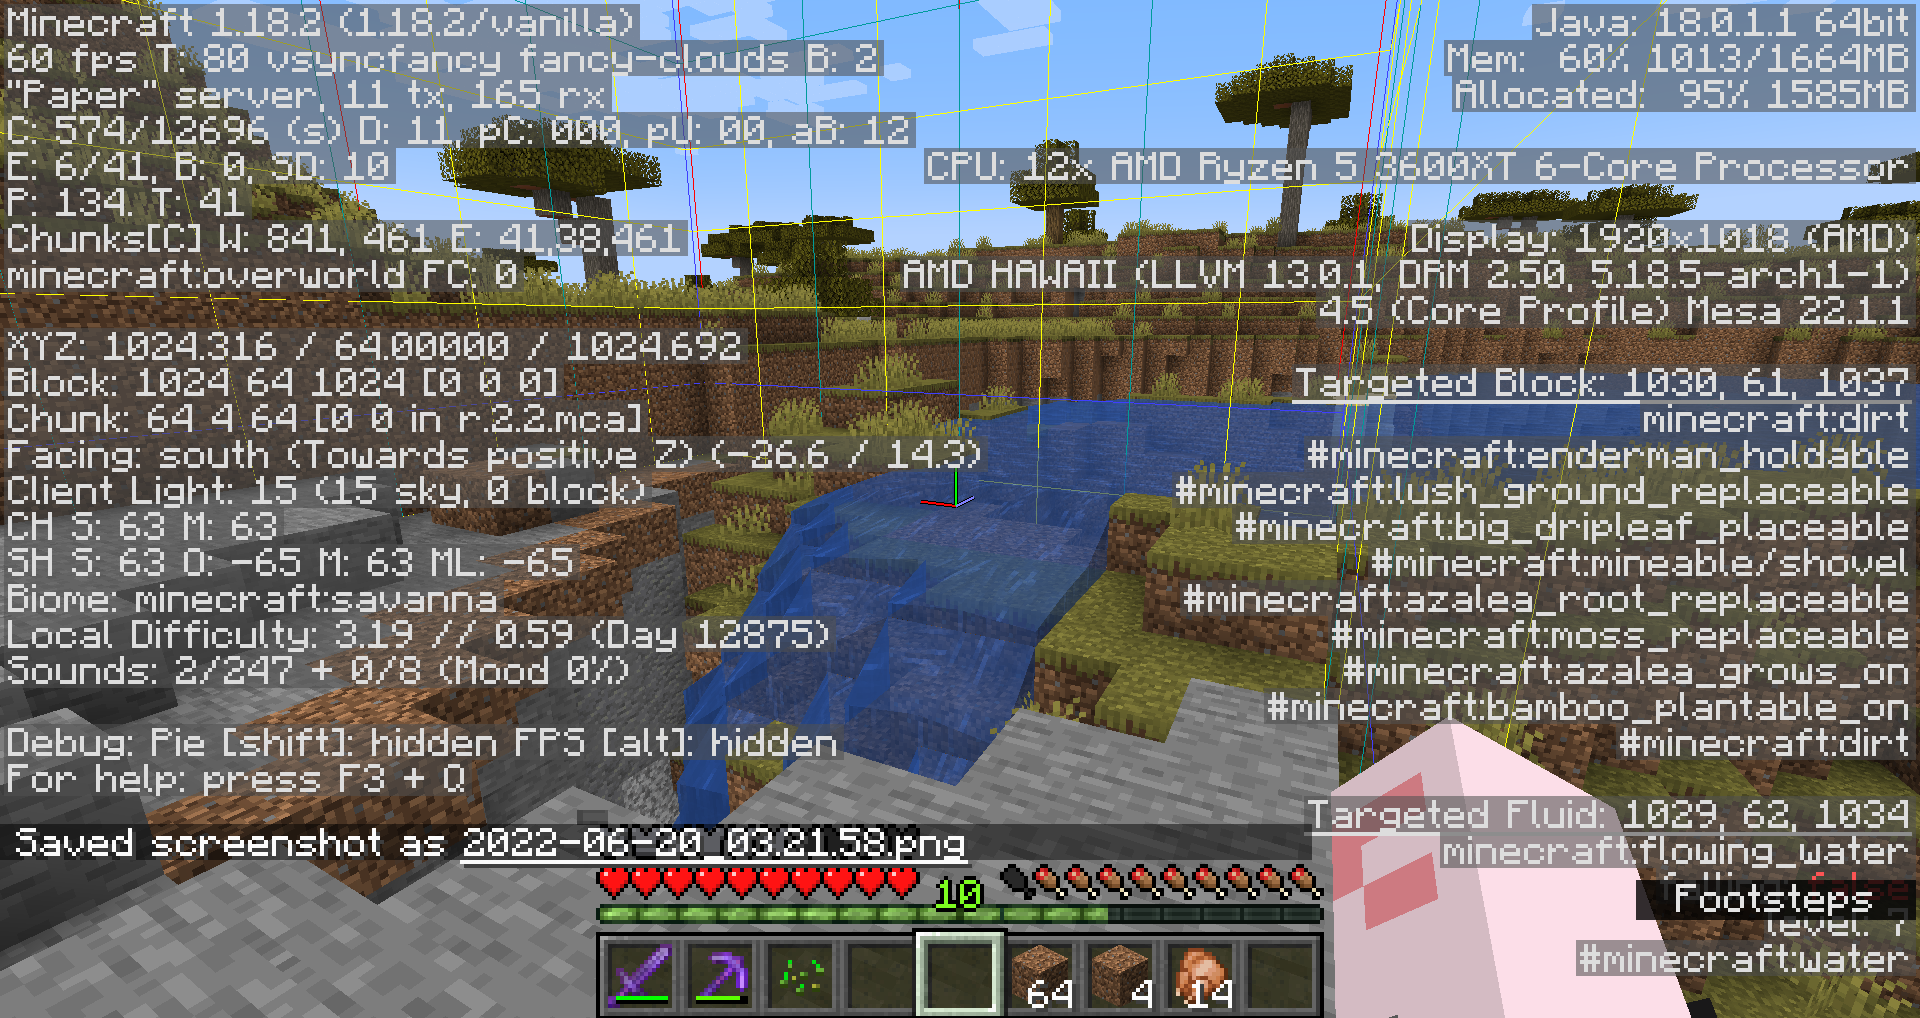 Minecraft 1.18.2 (1.18.2/vanilla)
60 fps T: 80 vsyncfancy fancy-clouds B: 2
"Paper" server, 11 tx, 165 rx
C: 574/12696 (s) D: 11, pC: 000, pU: 00, aB: 12
E: 6/41, B: 0, SD: 10
P: 134. T: 41
Chunks[C] W: 841, 461 E: 41,38,461
minecraft:overworld FC: 0
XYZ: 1024.316 / 64.00000 / 1024.692
Block: 1024 64 1024 [0 0 0]
Chunk: 64 4 64 [0 0 in r.2.2.mca]
Facing: south (Towards positive Z) (-26.6 / 14.3)
Client Light: 15 (15 sky, 0 block)
CH S: 63 M: 63
SH S: 63 O: -65 M: 63 ML: -65
Biome: minecraft:savanna
Local Difficulty: 3.19 // 0.59 (Day 12875)
Sounds: 2/247 + 0/8 (Mood 0%)
Debug: Pie [shift]: hidden FPS [alt]: hidden
For help: press F3 + Q
Java: 18.0.1.1 64bit
Mem: 60% 1013/1664MB
Allocated: 95% 1585MB
CPU: 12x AMD Ryzen 5 3600XT 6-Core Processor
Display: 1920x1018 (AMD)
AMD HAWAII (LLVM 13.0.1, DRM 2.50, 5.18.5-arch1-1)
4.5 (Core Profile) Mesa 22.1.1
Targeted Block: 1030, 61, 1037
minecraft:dirt
#minecraft:enderman_holdable
#minecraft:lush_ground_replaceable
#minecraft:big_dripleaf_placeable
#minecraft:mineable/shovel
#minecraft:azalea_root_replaceable
#minecraft:moss_replaceable
#minecraft:azalea_grows_on
#minecraft:bamboo_plantable_on
#minecraft:dirt
Targeted Fluid: 1029, 62, 1034
minecraft:flowing_water
falling: false
Footsteps
level: 7
#minecraft:water
Saved screenshot as 2022-06-20_03.21.58.png
10
64
4
14